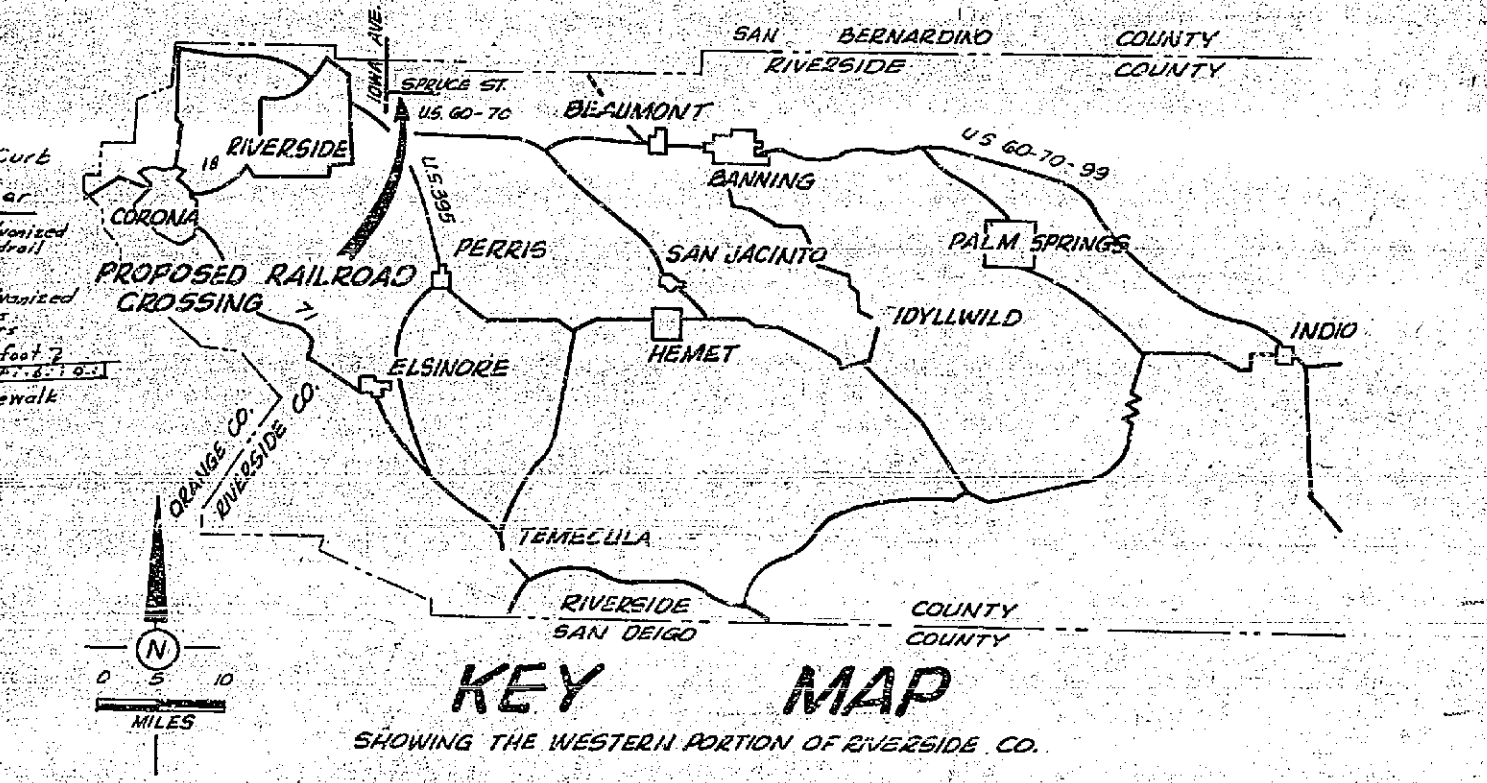 SAN BERNARDINO COUNTY
RIVERSIDE COUNTY
IOWA AVE.
SPRUCE ST.
U.S. 60-70
BEAUMONT
U S 60-70-99
Curb
RIVERSIDE
18
BANNING
U.S. 395
CORONA
PERRIS
SAN JACINTO
PALM SPRINGS
PROPOSED RAILROAD
CROSSING
71
IDYLLWILD
INDIO
HEMET
foot 2
ELSINORE
ewalk
ORANGE CO.
RIVERSIDE CO.
TEMECULA
RIVERSIDE COUNTY
SAN DEIGO COUNTY
N
0 5 10
MILES
KEY MAP
SHOWING THE WESTERN PORTION OF RIVERSIDE CO.